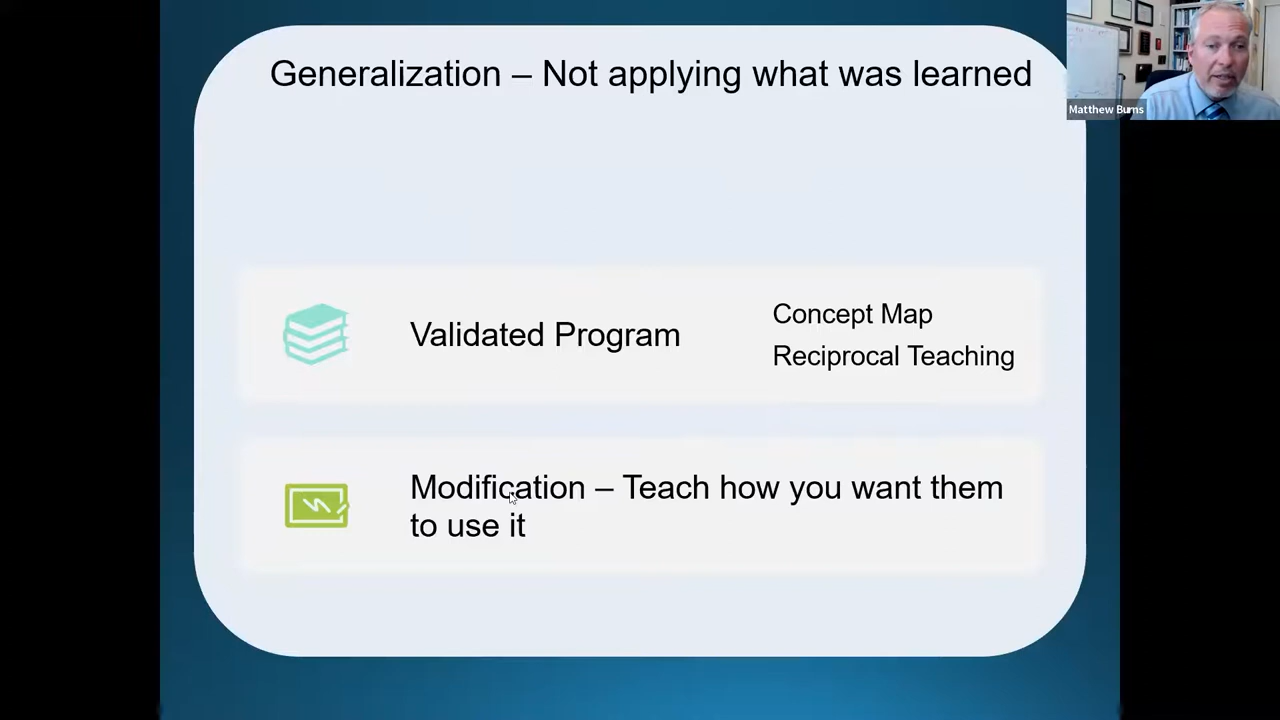 Generalization – Not applying what was learned
Matthew Burns
Validated Program
Concept Map
Reciprocal Teaching
Modification – Teach how you want them
to use it